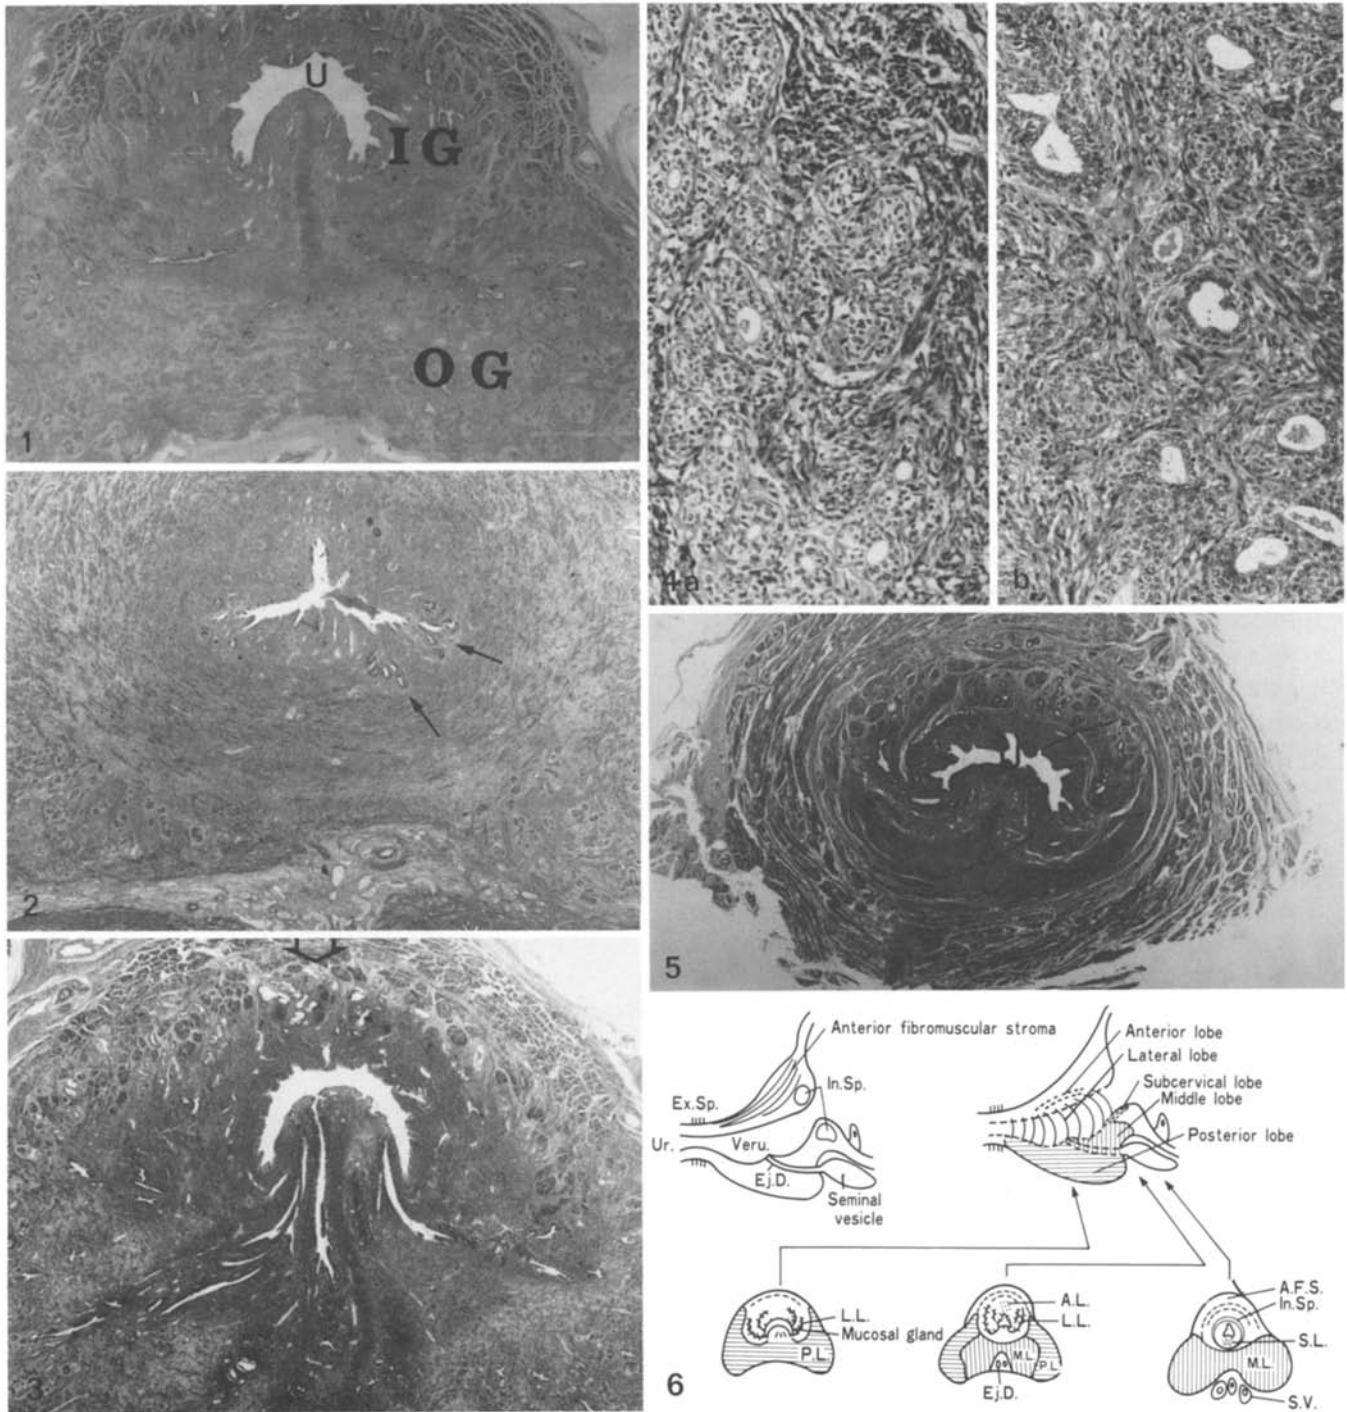 U
IG
OG
1
2
3
4a
b
5
Anterior fibromuscular stroma
In.Sp.
Ex.Sp.
Ur.
Veru.
Ej.D.
Seminal
vesicle
Anterior lobe
Lateral lobe
Subcervical lobe
Middle lobe
Posterior lobe
L.L.
Mucosal gland
P.L.
A.L.
L.L.
M.L.
P.L.
Ej.D.
A.F.S.
In.Sp.
S.L.
M.L.
S.V.
6